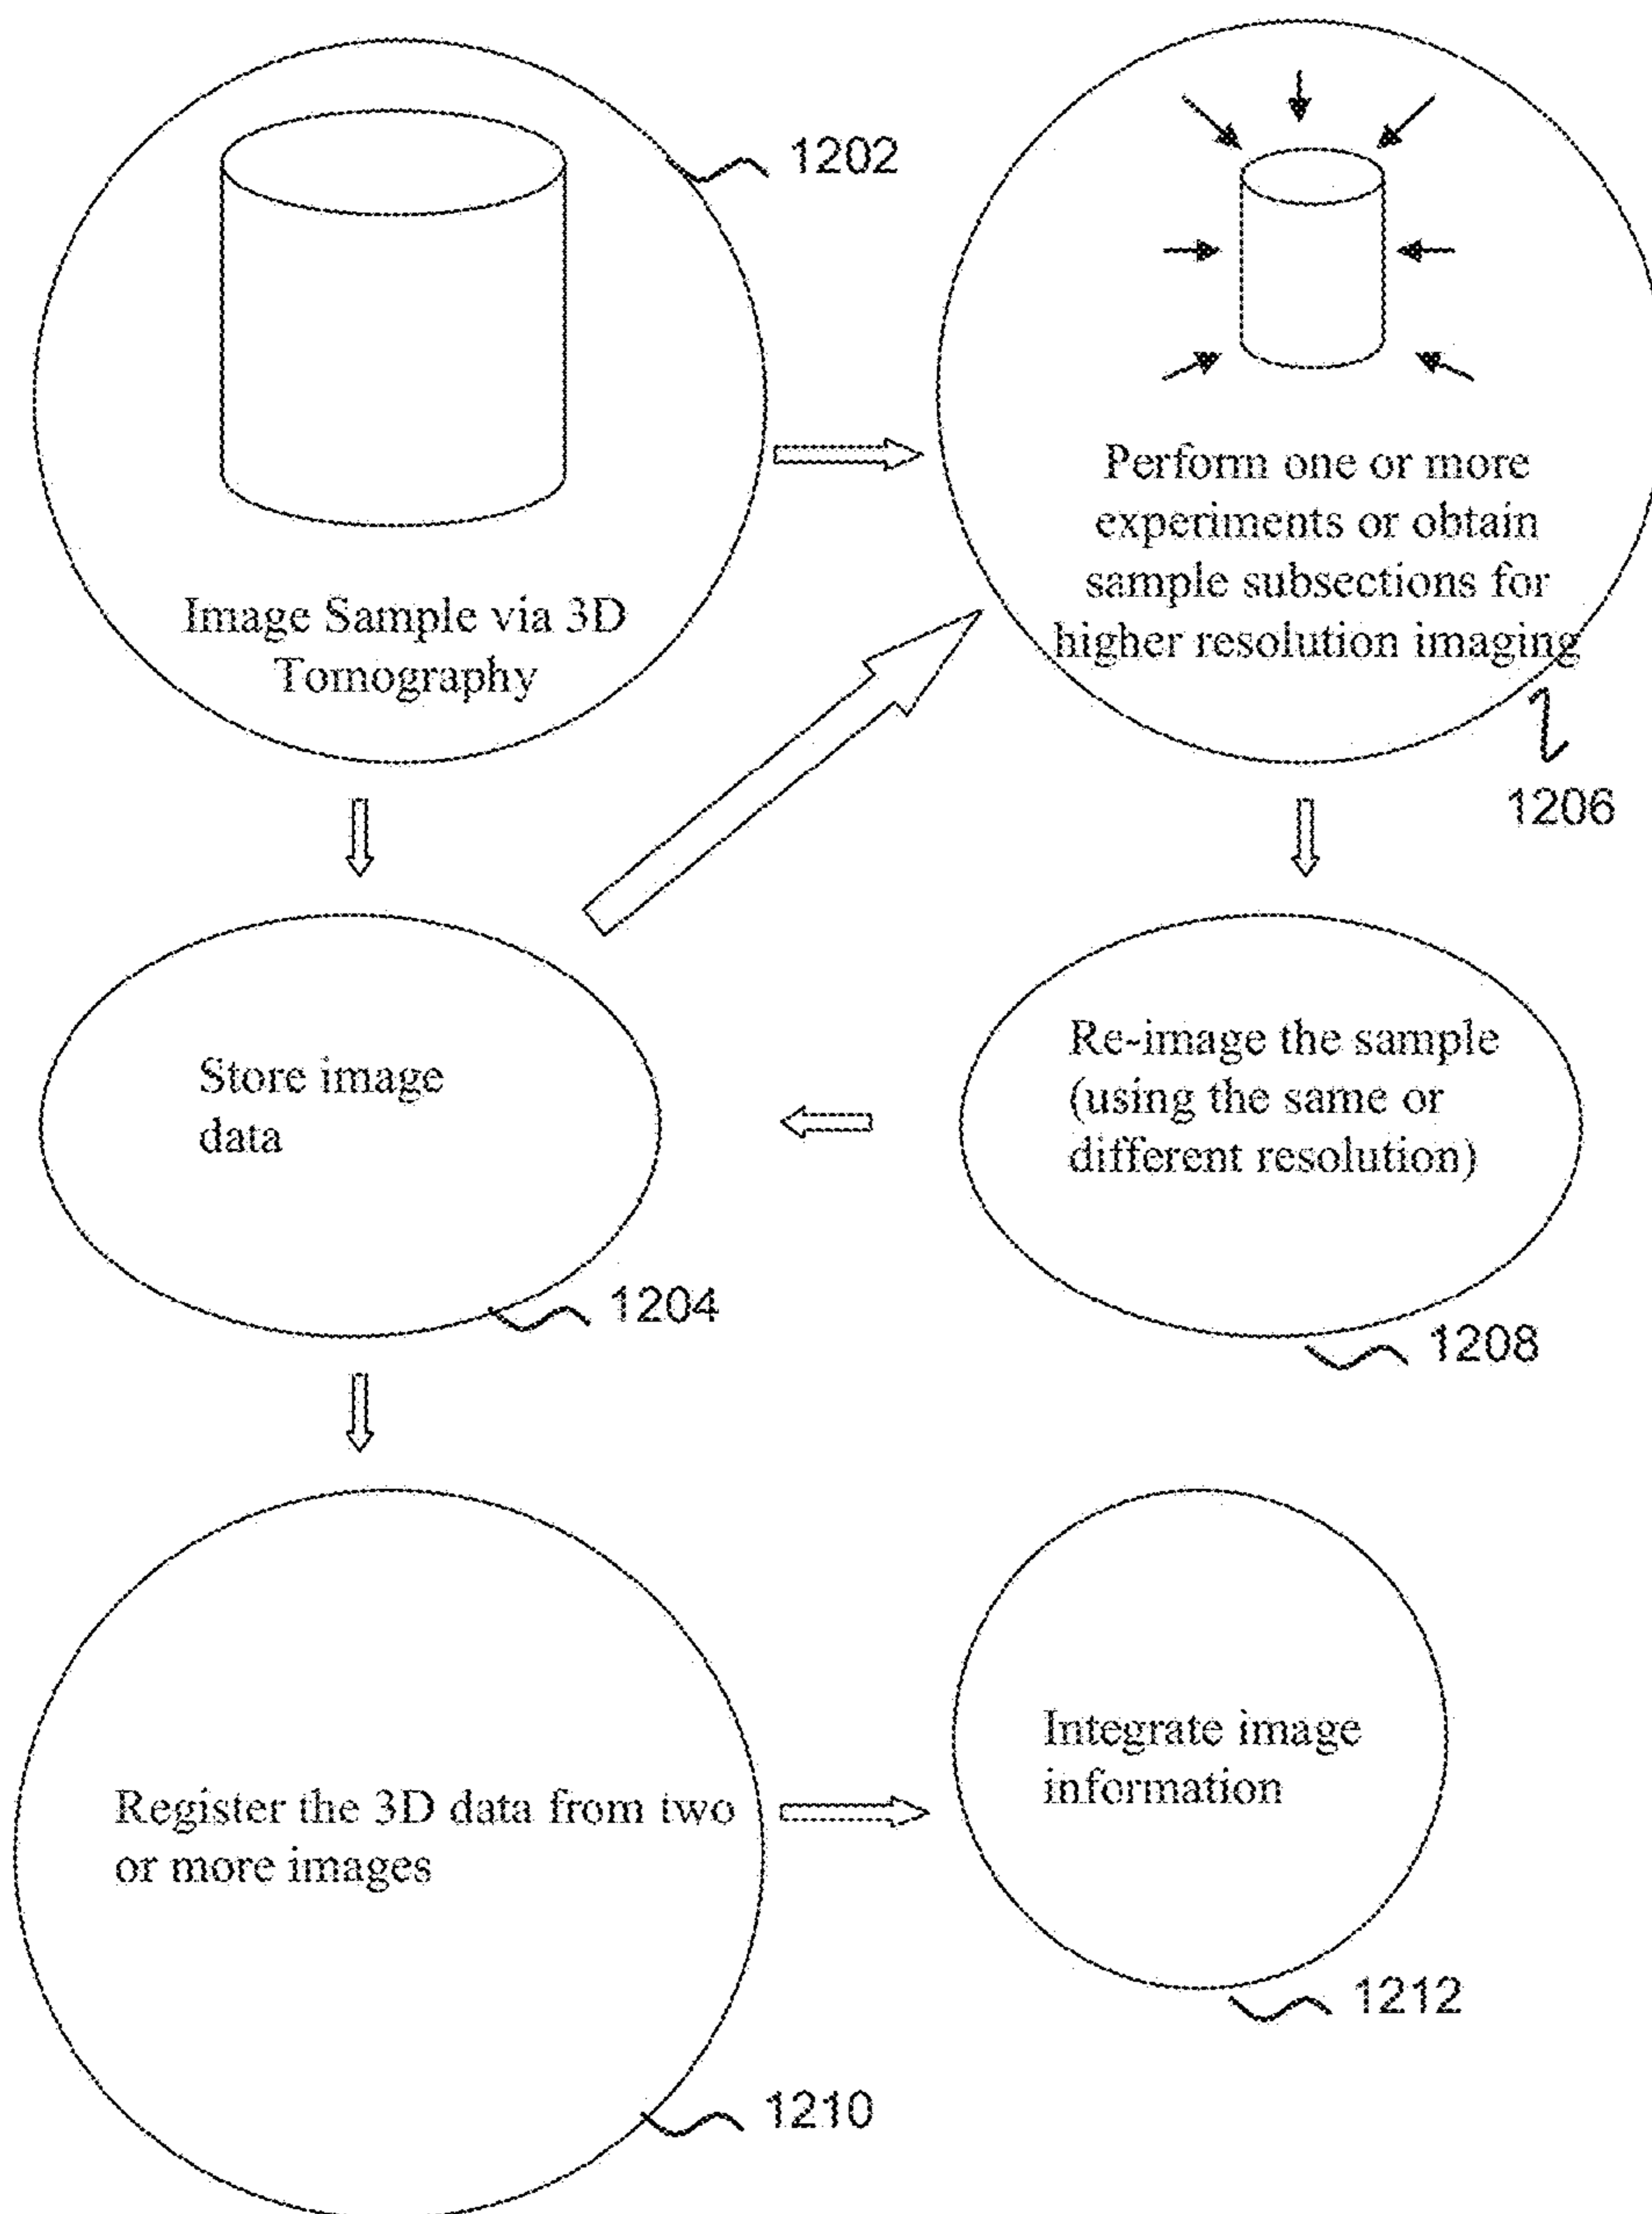 1202
Image Sample via 3D
Tomography
Perform one or more
experiments or obtain
sample subsections for
higher resolution imaging
1206
Store image
data
1204
Re-image the sample
(using the same or
different resolution)
1208
Register the 3D data from two
or more images
1210
Integrate image
information
1212